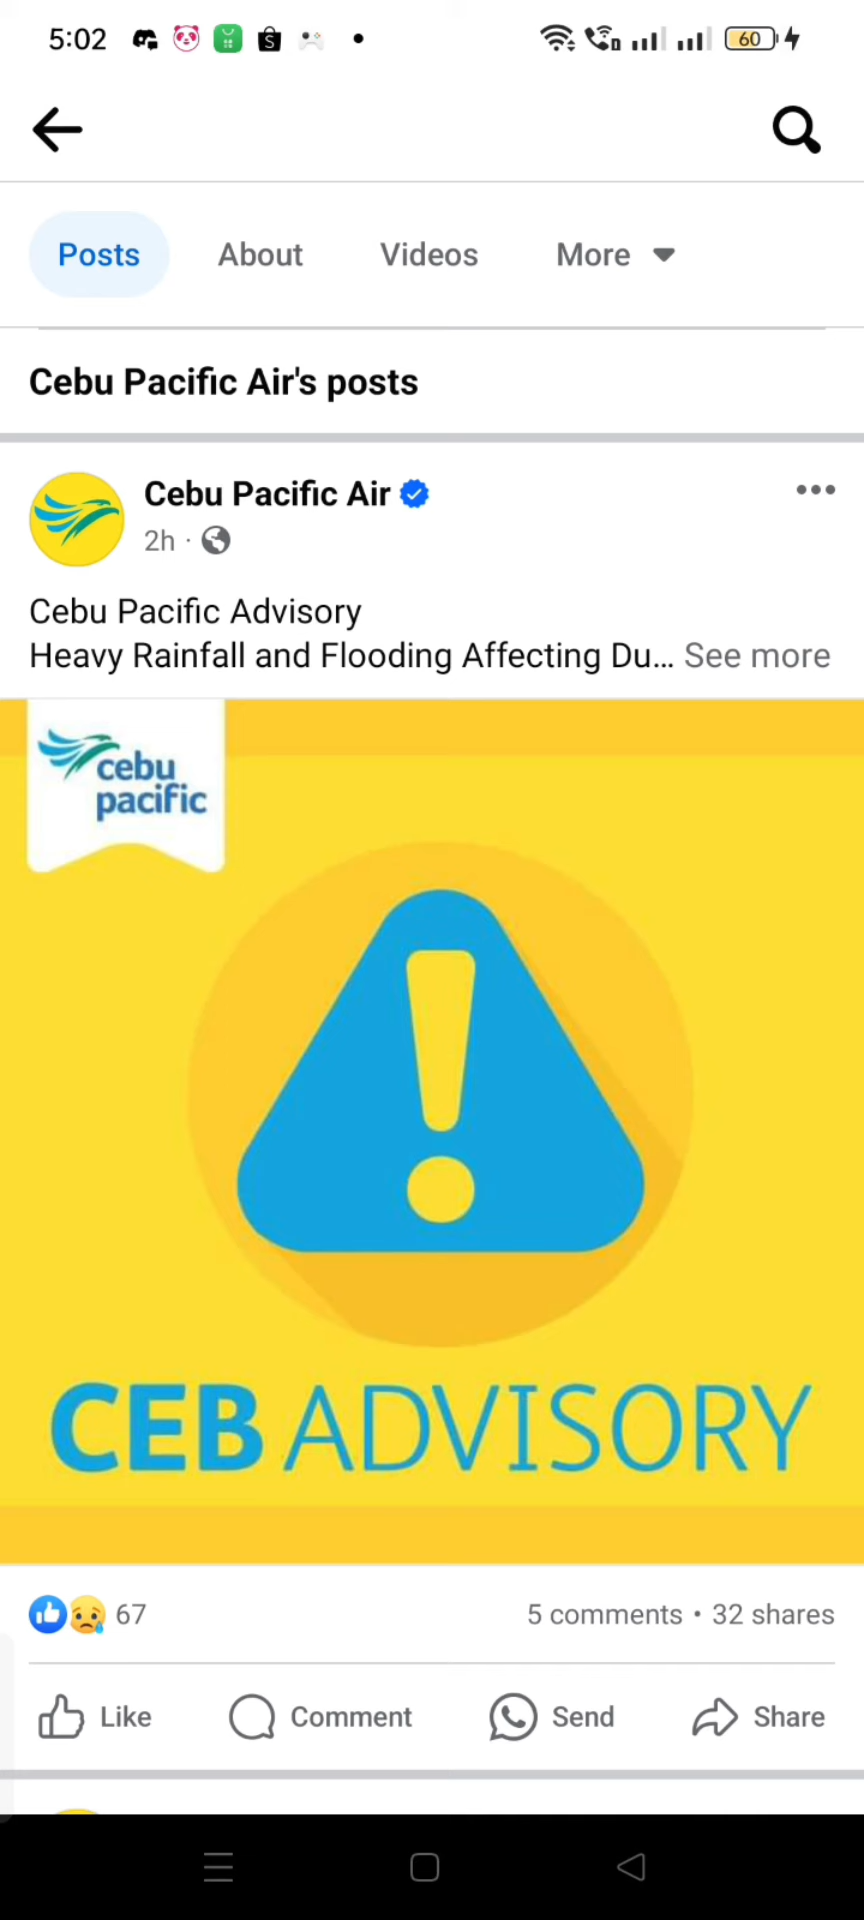 5:02
60
Posts About Videos More
Cebu Pacific Air's posts
Cebu Pacific Air
2h ·
Cebu Pacific Advisory
Heavy Rainfall and Flooding Affecting Du... See more
cebu
pacific
CEB ADVISORY
67 5 comments • 32 shares
Like Comment Send Share